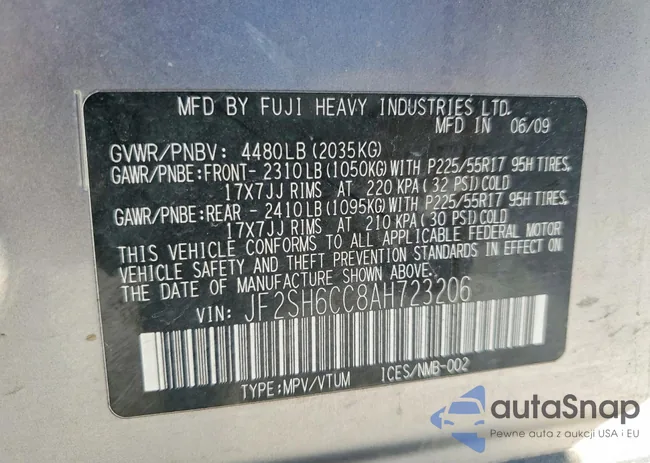 MFD BY FUJI HEAVY INDUSTRIES LTD.
MFD IN 06/09
GVWR/PNBV: 4480LB (2035KG)
GAWR/PNBE:FRONT- 2310LB (1050KG) WITH P225/55R17 95H TIRES,
17X7JJ RIMS AT 220 KPA (32 PSI) COLD
GAWR/PNBE:REAR - 2410LB (1095KG) WITH P225/55R17 95H TIRES,
17X7JJ RIMS AT 210 KPA (30 PSI) COLD
THIS VEHICLE CONFORMS TO ALL APPLICABLE FEDERAL MOTOR
VEHICLE SAFETY AND THEFT PREVENTION STANDARDS IN EFFECT ON
THE DATE OF MANUFACTURE SHOWN ABOVE.
VIN: JF2SH6CC8AH723206
TYPE:MPV/VTUM ICES/NMB-002
autaSnap
Pewne auta z aukcji USA i EU